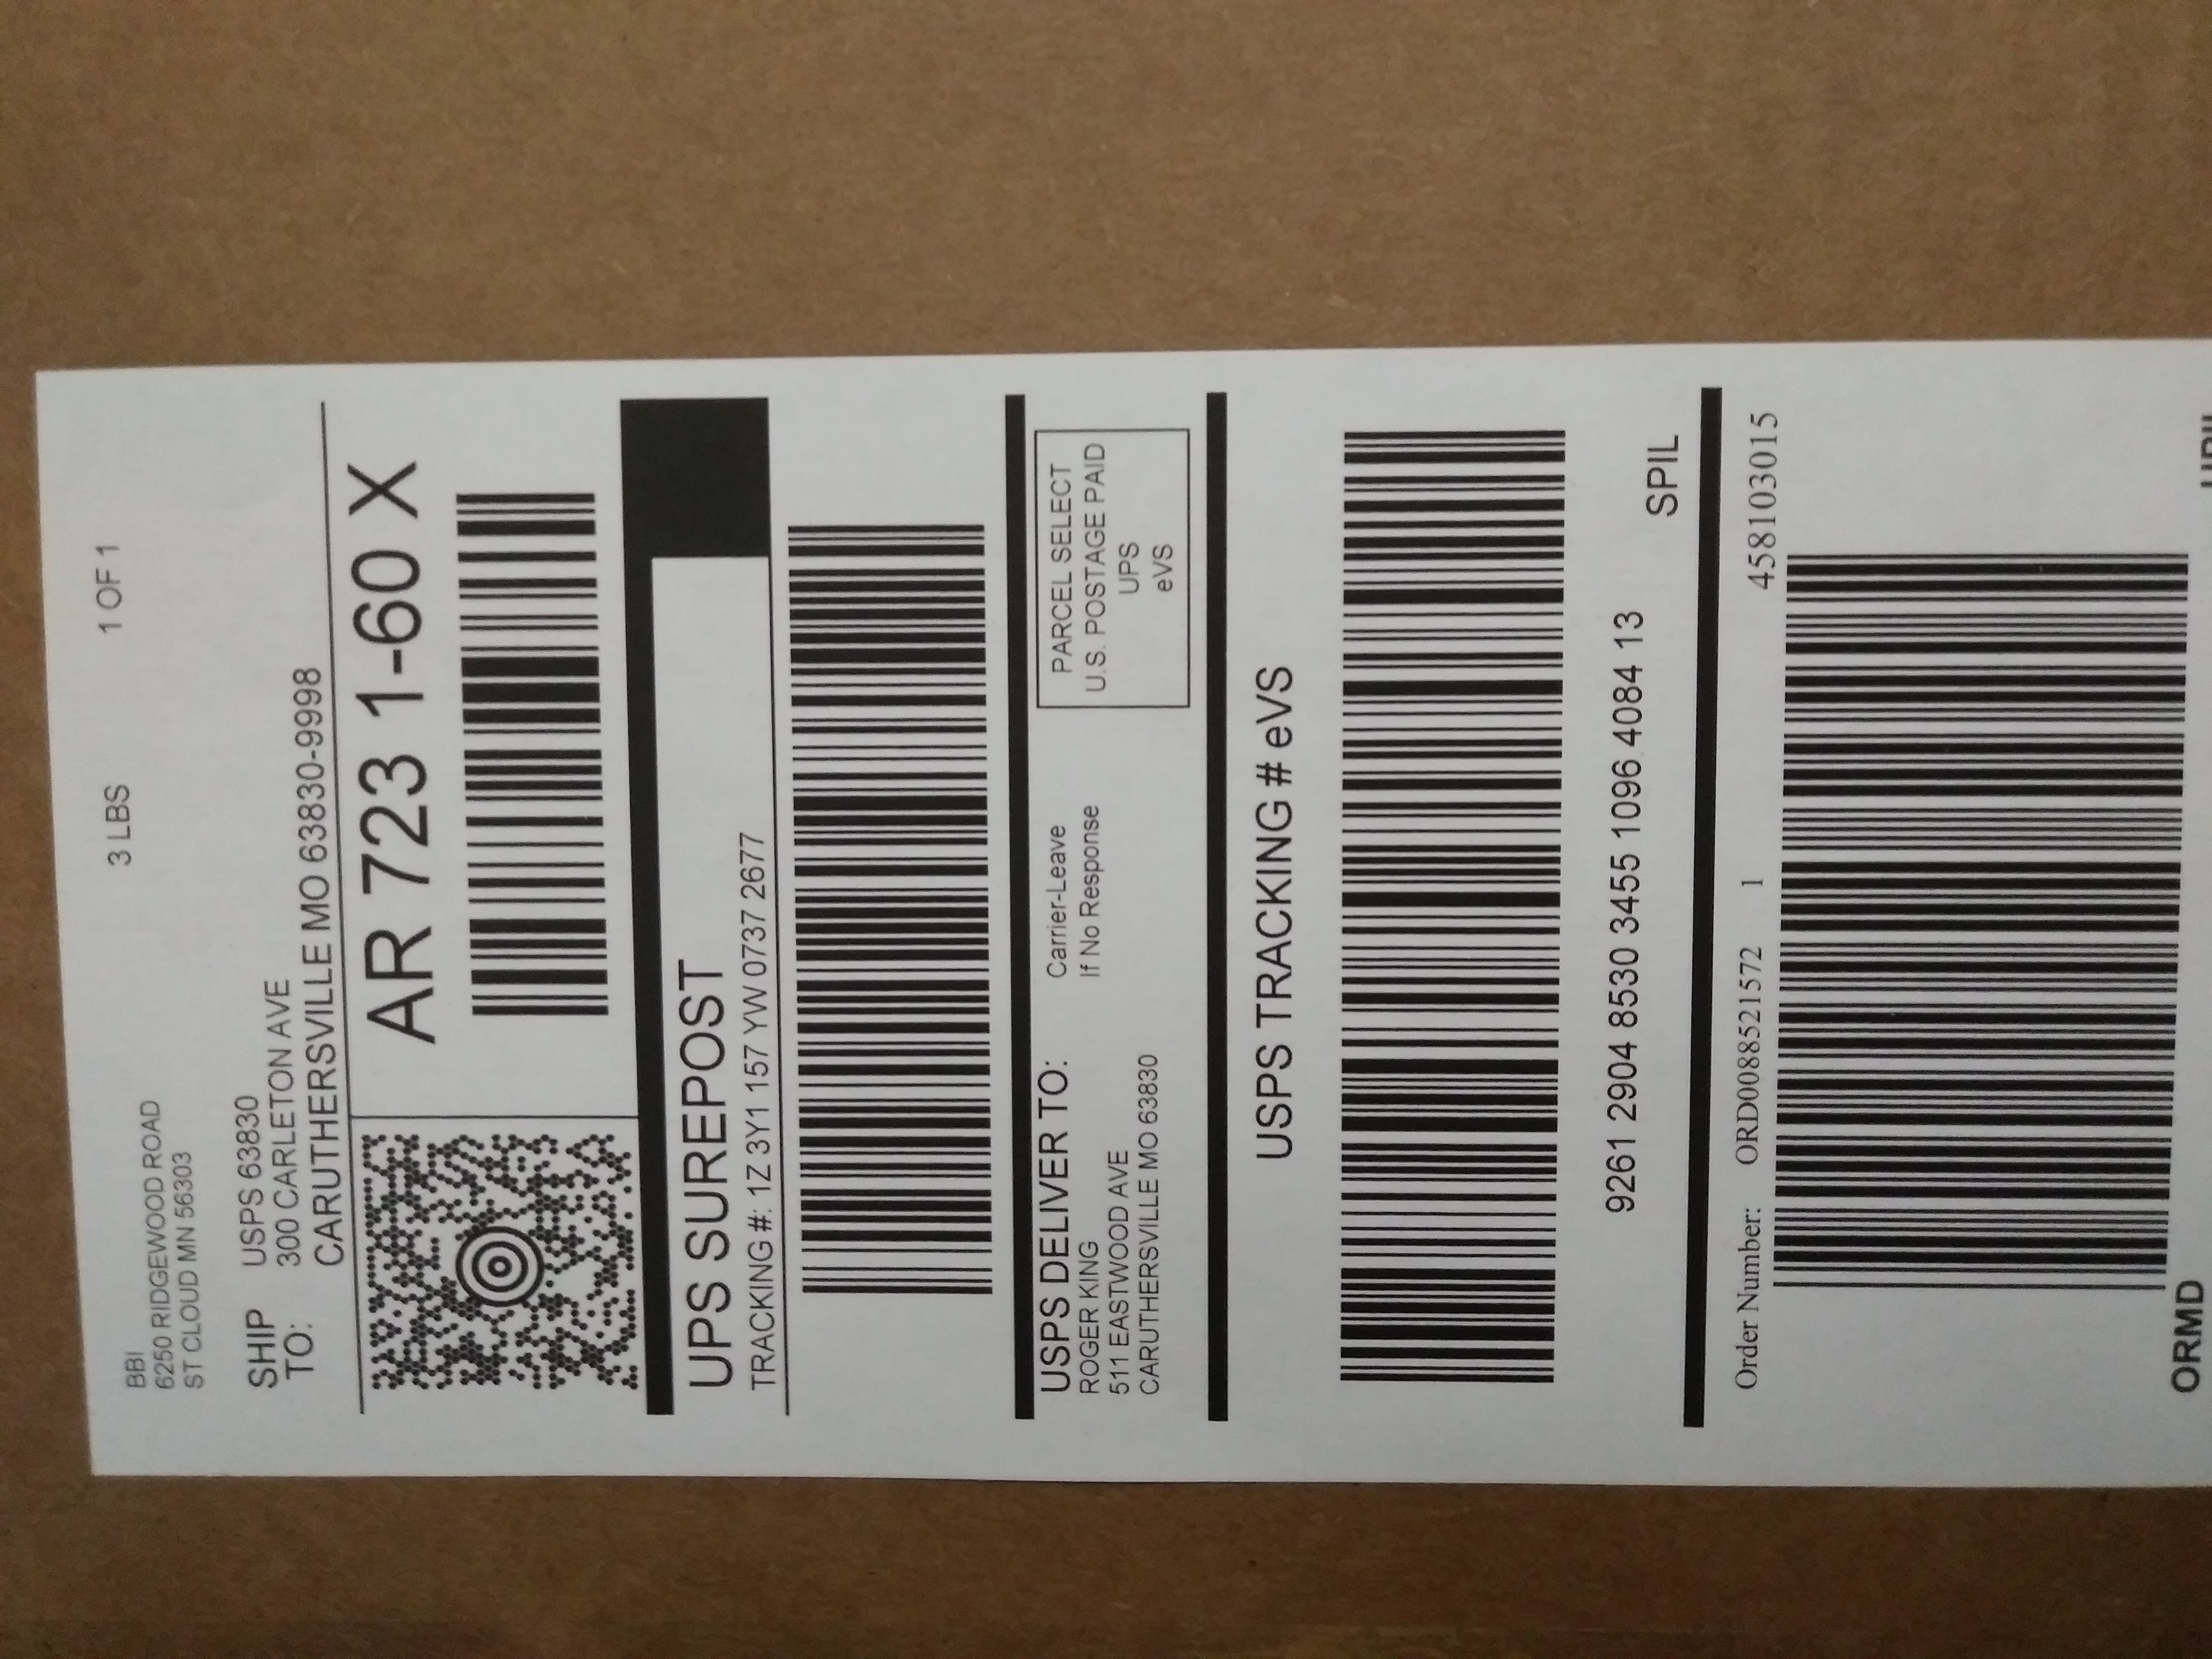 BBI
6250 RIDGEWOOD ROAD
ST CLOUD MN 56303
3 LBS
1 OF 1
SHIP TO:
USPS 63830
300 CARLETON AVE
CARUTHERSVILLE MO 63830-9998
AR 723 1-60 X
UPS SUREPOST
TRACKING #: 1Z 3Y1 157 YW 0737 2677
USPS DELIVER TO:
ROGER KING
511 EASTWOOD AVE
CARUTHERSVILLE MO 63830
Carrier-Leave
If No Response
PARCEL SELECT
U.S. POSTAGE PAID
UPS
eVS
USPS TRACKING # eVS
9261 2904 8530 3455 1096 4084 13
SPIL
Order Number: ORD008852157​2 1 458103015
ORMD